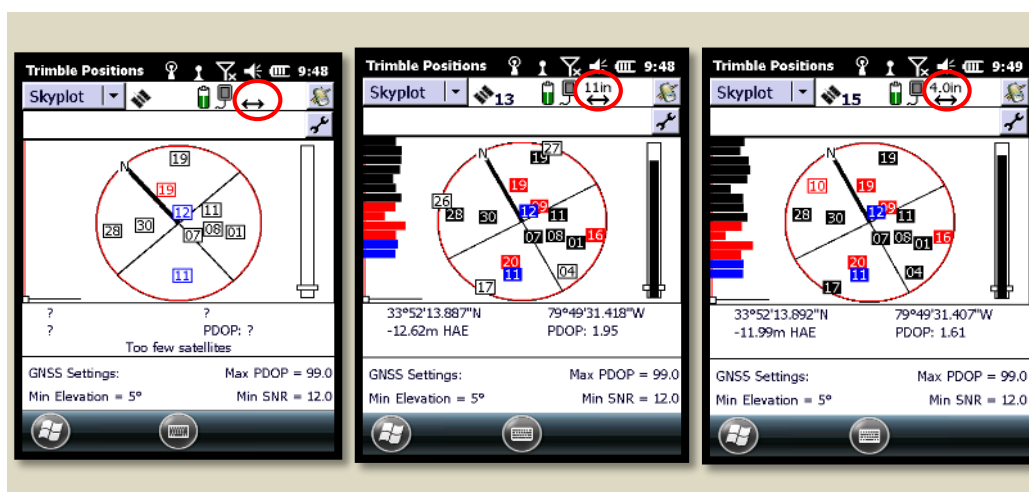 Trimble Positions 9:48
Skyplot
N
19
19
12 11
28 30 07 08 01
11
? ?
? PDOP: ?
Too few satellites
GNSS Settings: Max PDOP = 99.0
Min Elevation = 5° Min SNR = 12.0
Trimble Positions 9:48
Skyplot 13 11in
N 19 27
19
26 28 30 12 09 11
07 08 01 16
20
11 04
17
33°52'13.887"N 79°49'31.418"W
-12.62m HAE PDOP: 1.95
GNSS Settings: Max PDOP = 99.0
Min Elevation = 5° Min SNR = 12.0
Trimble Positions 9:49
Skyplot 15 4.0in
N 19
10 19
28 30 12 09 11
07 08 01 16
20
11 04
17
33°52'13.892"N 79°49'31.407"W
-11.99m HAE PDOP: 1.61
GNSS Settings: Max PDOP = 99.0
Min Elevation = 5° Min SNR = 12.0